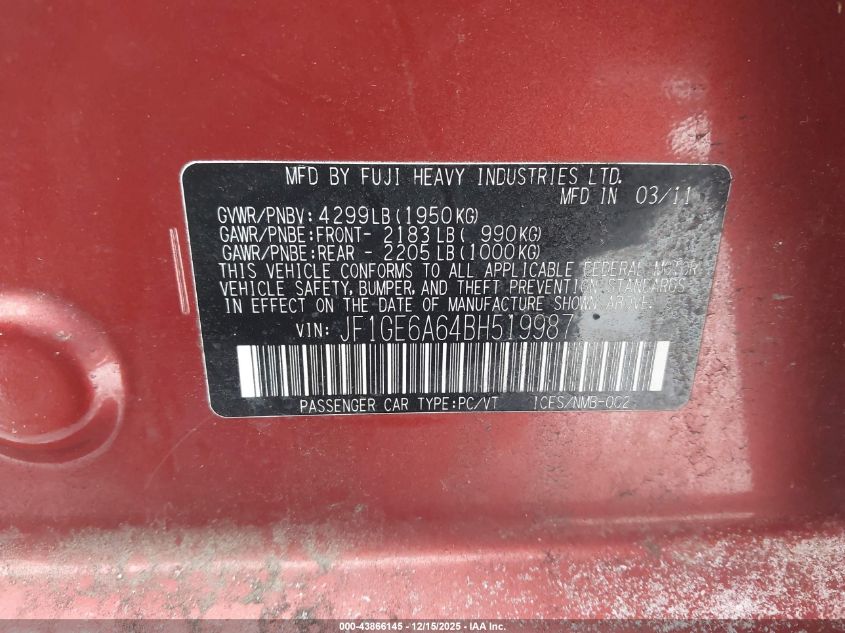 MFD BY FUJI HEAVY INDUSTRIES LTD.
MFD IN 03/11
GVWR/PNBV: 4299LB(1950KG)
GAWR/PNBE:FRONT- 2183LB( 990KG)
GAWR/PNBE:REAR - 2205LB(1000KG)
THIS VEHICLE CONFORMS TO ALL APPLICABLE FEDERAL MOTOR
VEHICLE SAFETY, BUMPER, AND THEFT PREVENTION STANDARDS
IN EFFECT ON THE DATE OF MANUFACTURE SHOWN ABOVE.
VIN: JF1GE6A64BH519987
PASSENGER CAR TYPE:PC/VT ICES/NMB-002
000-43866145 - 12/15/2025 - IAA Inc.